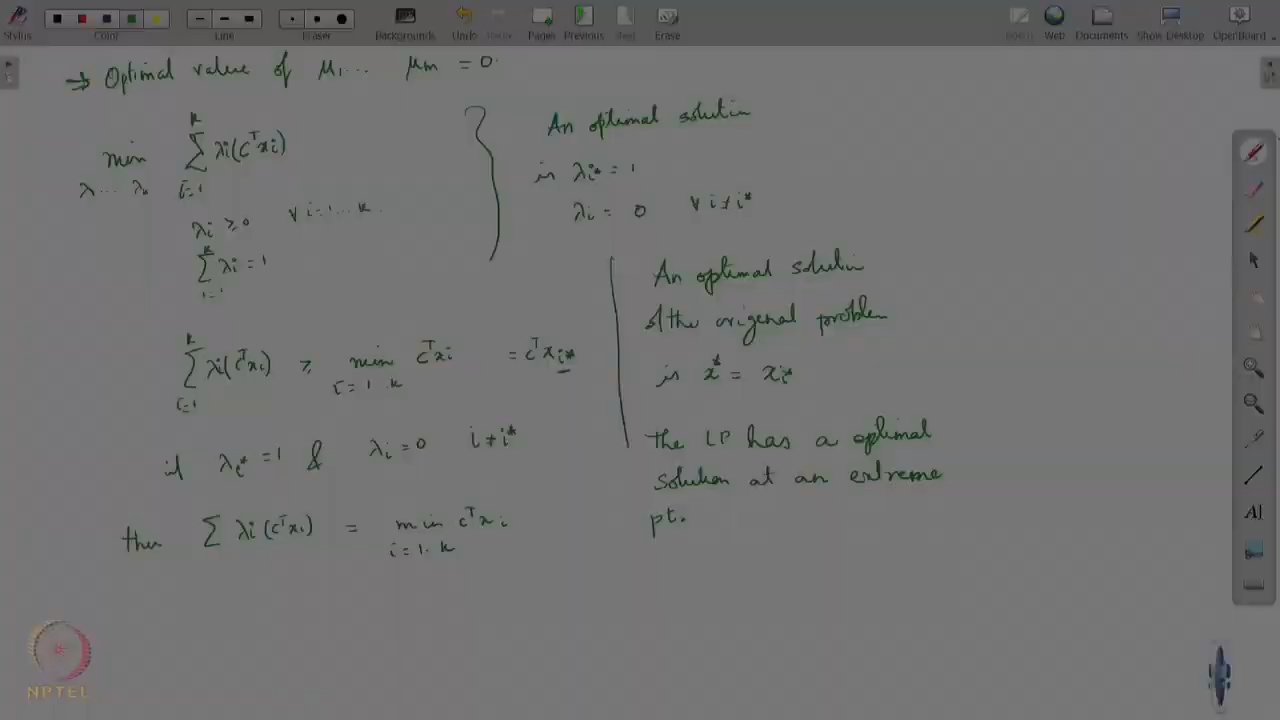 Stylus Color Line Eraser Backgrounds Undo Pages Previous Erase Web Documents Show Desktop OpenBoard
⇒ Optimal value of μ₁ ... μm = 0.
min Σ λi(cᵀxi)
λ₁ ... λk i=1 k
λi ≥ 0 ∀ i=1...k.
Σ λi = 1
i=1 k
An optimal solution
is λi* = 1
λi = 0 ∀ i≠i*
Σ λi(cᵀxi) ≥ min cᵀxi = cᵀxi*
i=1 k i=1..k
if λi* = 1 & λi = 0 i≠i*
then Σ λi(cᵀxi) = min cᵀxi
i=1..k
An optimal solution
of the original problem
is x* = xi*
the LP has a optimal
solution at an extreme
pt.
NPTEL